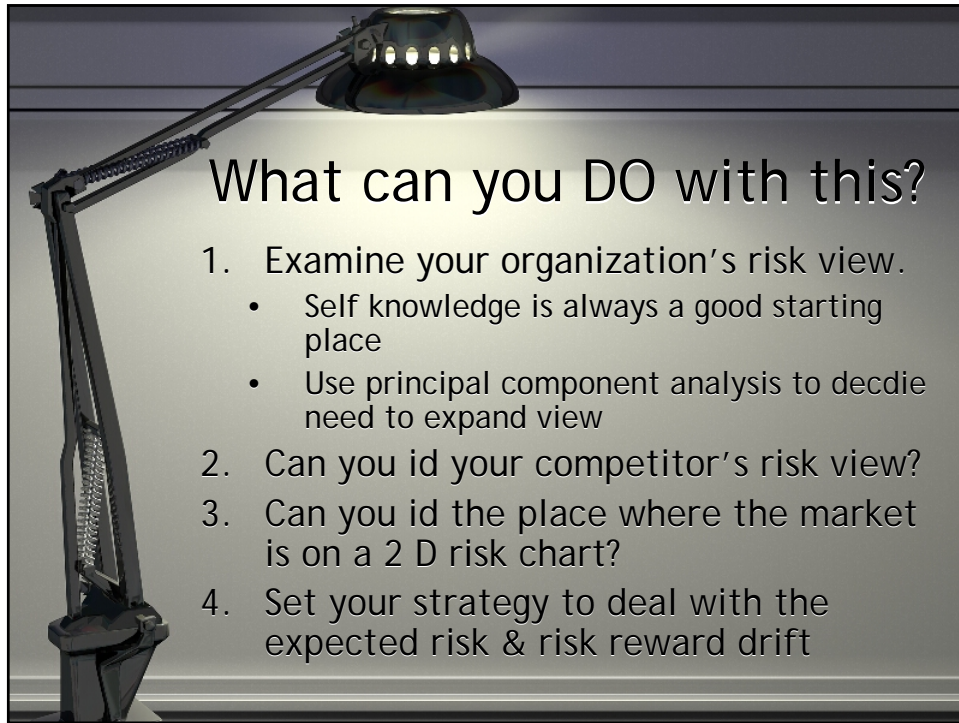 What can you DO with this?
1. Examine your organization's risk view.
• Self knowledge is always a good starting
place
• Use principal component analysis to decdie
need to expand view
2. Can you id your competitor's risk view?
3. Can you id the place where the market
is on a 2 D risk chart?
4. Set your strategy to deal with the
expected risk & risk reward drift